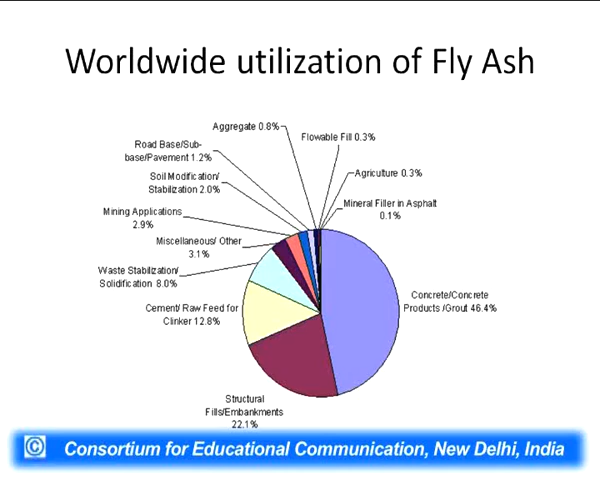 Worldwide utilization of Fly Ash
Aggregate 0.8%
Flowable Fill 0.3%
Road Base/Sub-
base/Pavement 1.2%
Agriculture 0.3%
Soil Modification/
Stabilization 2.0%
Mineral Filler in Asphalt
0.1%
Mining Applications
2.9%
Miscellaneous/ Other
3.1%
Waste Stabilization/
Solidification 8.0%
Concrete/Concrete
Products /Grout 46.4%
Cement/ Raw Feed for
Clinker 12.8%
Structural
Fills/Embankments
22.1%
© Consortium for Educational Communication, New Delhi, India